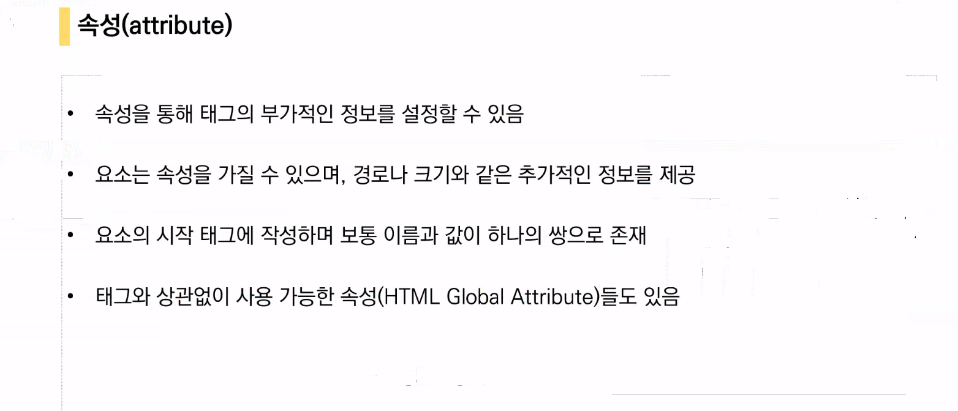 속성(attribute)
• 속성을 통해 태그의 부가적인 정보를 설정할 수 있음
• 요소는 속성을 가질 수 있으며, 경로나 크기와 같은 추가적인 정보를 제공
• 요소의 시작 태그에 작성하며 보통 이름과 값이 하나의 쌍으로 존재
• 태그와 상관없이 사용 가능한 속성(HTML Global Attribute)들도 있음